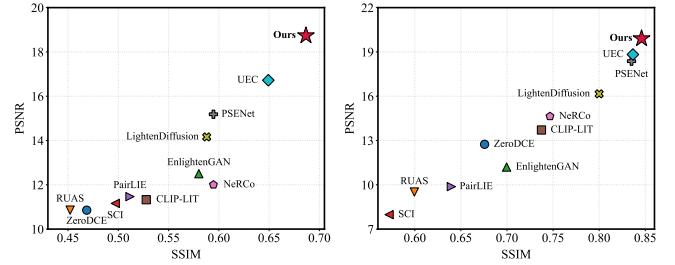 20
18
16
14
12
10
PSNR
Ours
UEC
PSENet
LightenDiffusion
EnlightenGAN
NeRCo
PairLIE
CLIP-LIT
RUAS
ZeroDCE
SCI
0.45 0.50 0.55 0.60 0.65 0.70
SSIM
22
19
16
13
10
7
PSNR
Ours
UEC
PSENet
LightenDiffusion
NeRCo
CLIP-LIT
ZeroDCE
EnlightenGAN
RUAS
PairLIE
SCI
0.60 0.65 0.70 0.75 0.80 0.85
SSIM